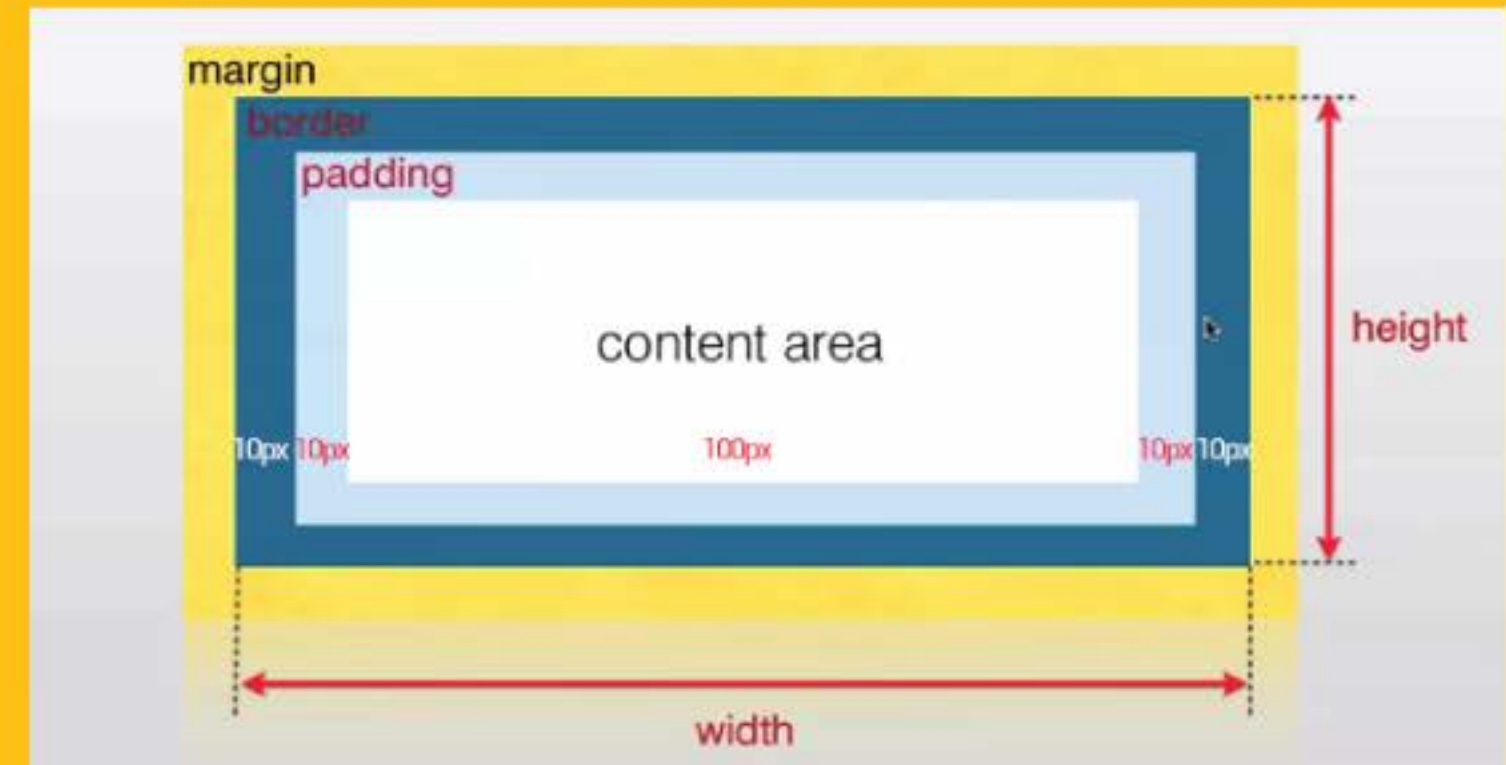 margin
border
padding
content area
height
10px 10px 100px 10px 10px
width